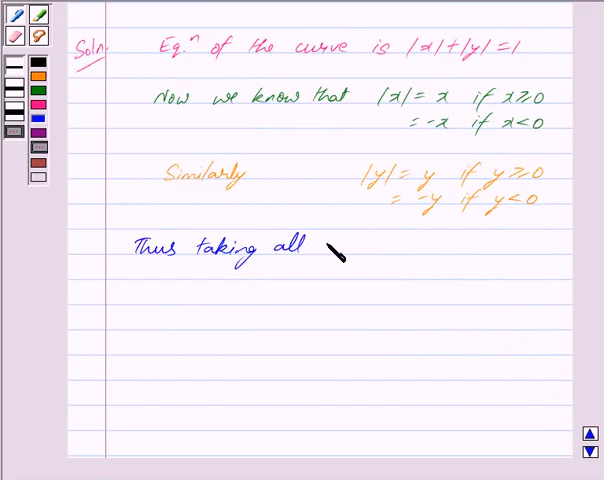 Soln. Eq.ⁿ of the curve is |x|+|y|=1
Now we know that |x| = x if x≥0
= -x if x<0
Similarly |y| = y if y≥0
= -y if y<0
Thus taking all